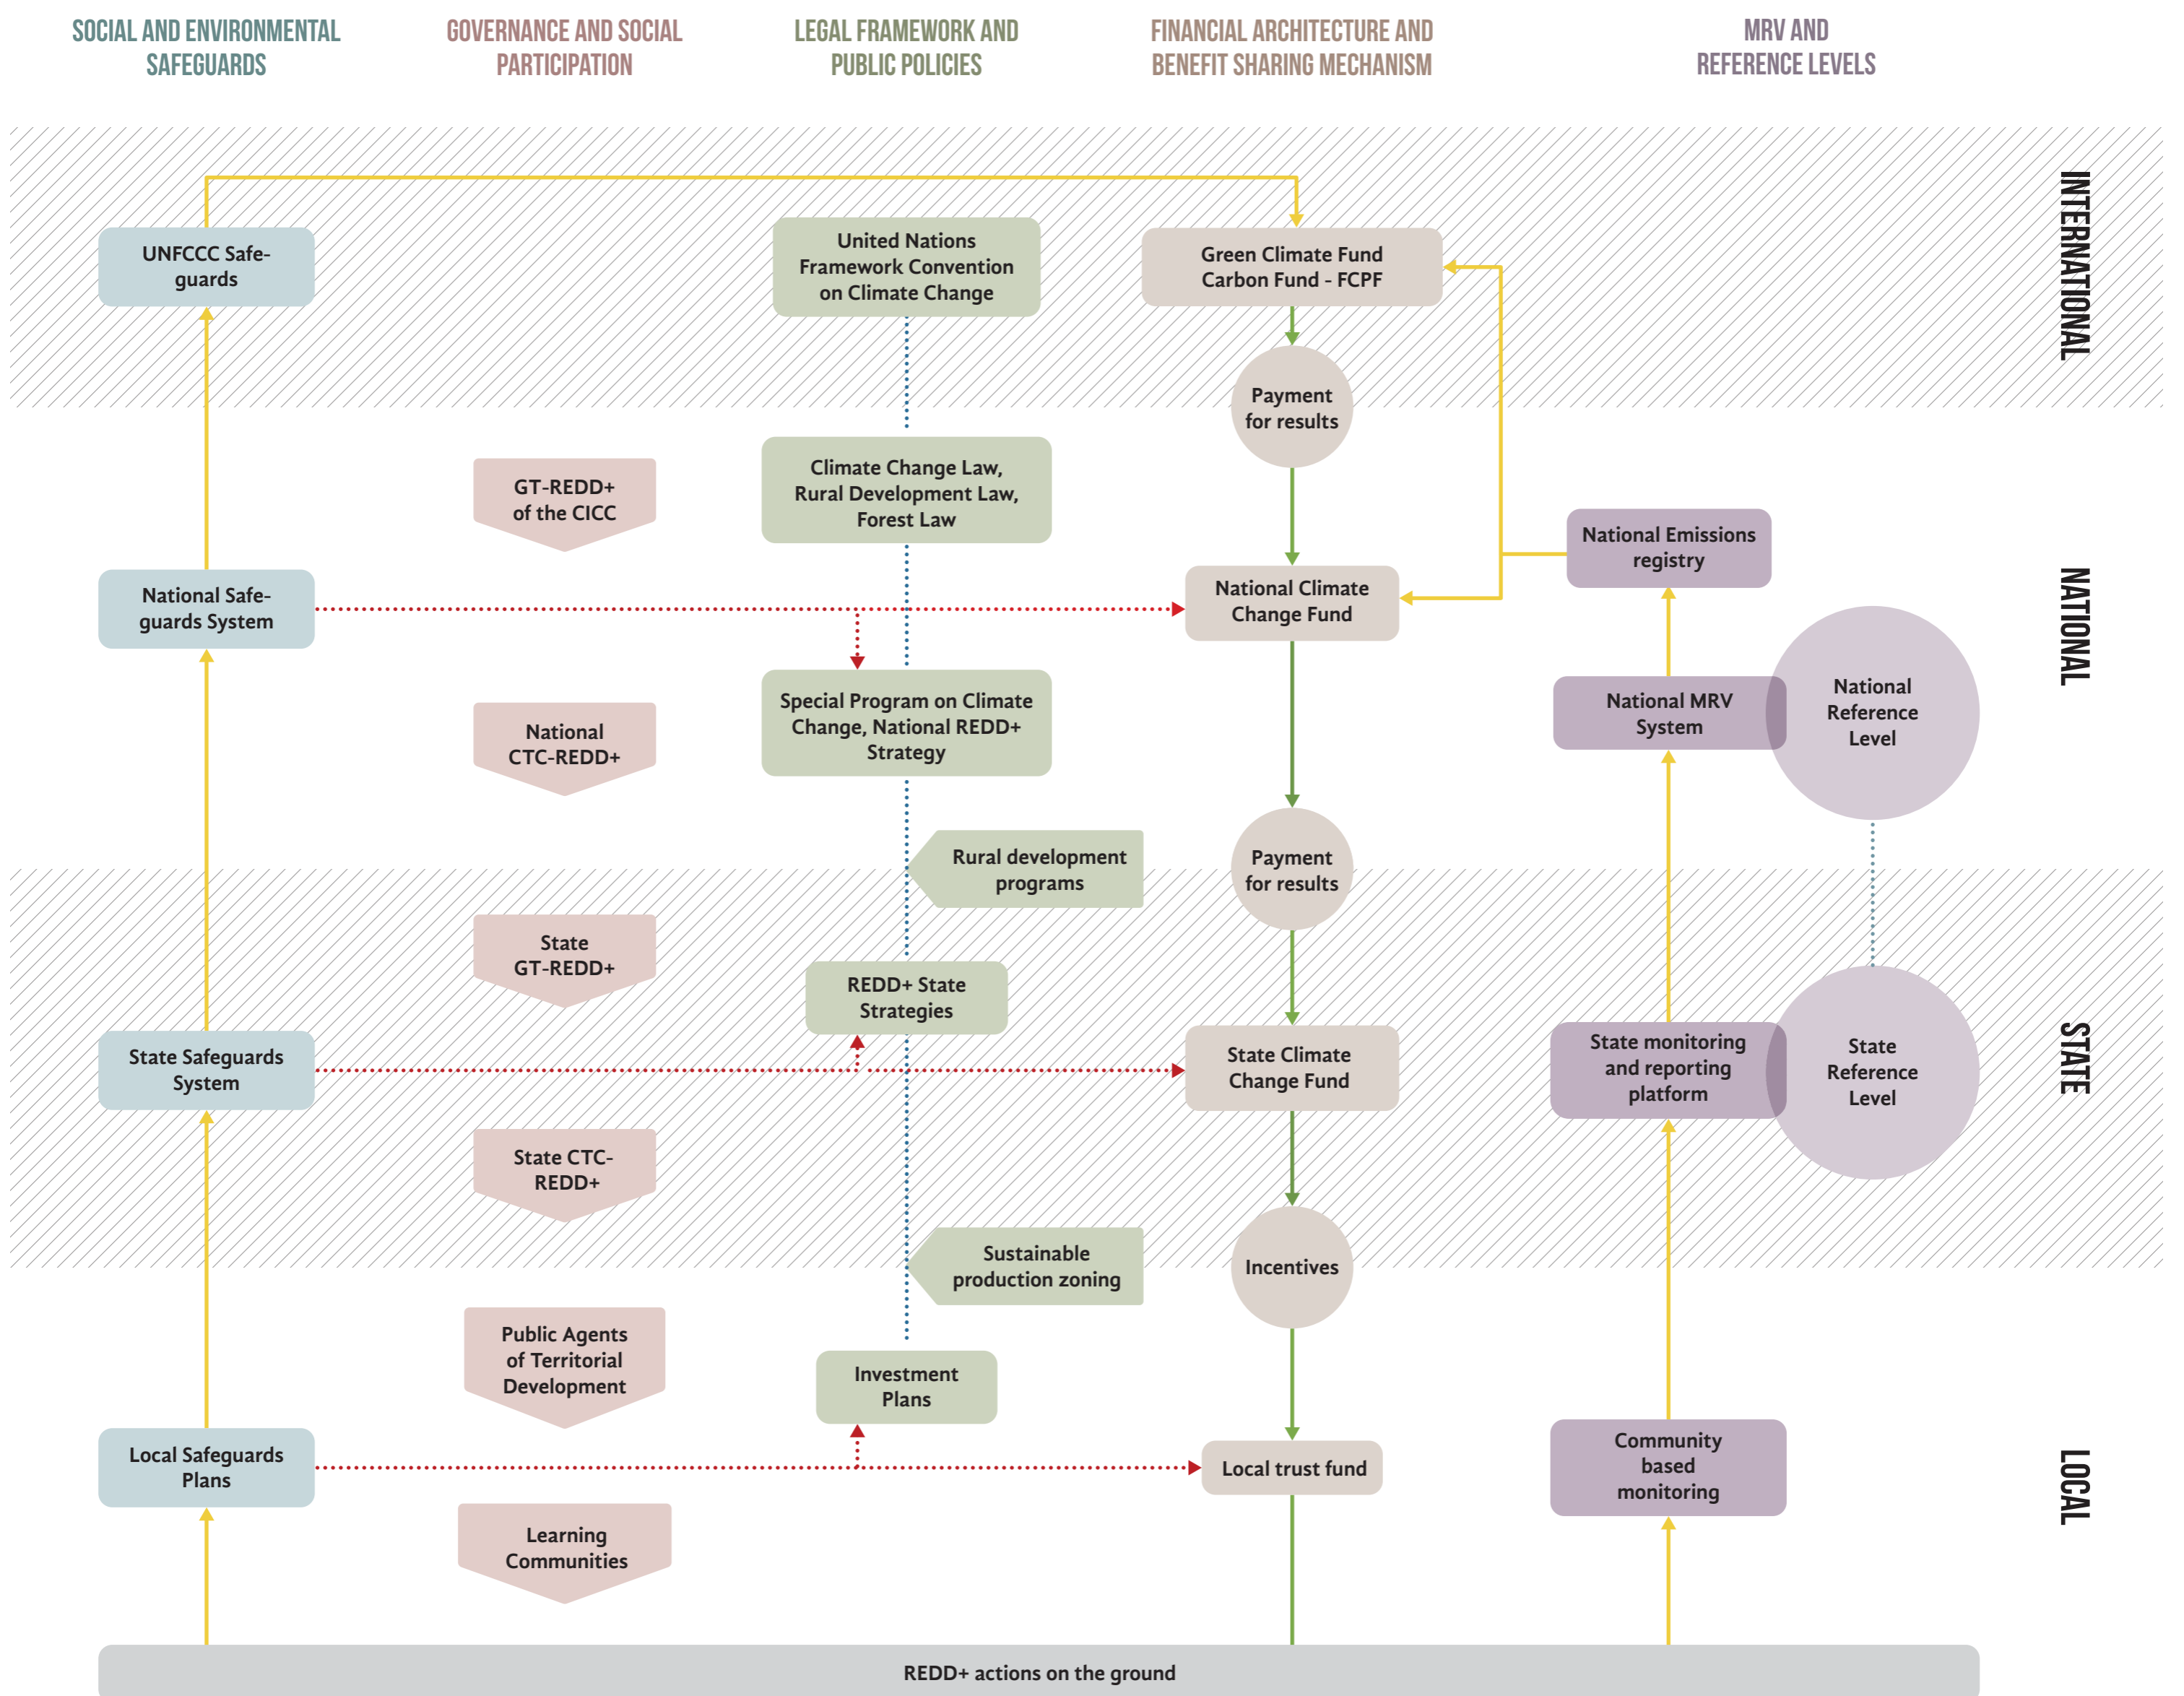 SOCIAL AND ENVIRONMENTAL
SAFEGUARDS
GOVERNANCE AND SOCIAL
PARTICIPATION
LEGAL FRAMEWORK AND
PUBLIC POLICIES
FINANCIAL ARCHITECTURE AND
BENEFIT SHARING MECHANISM
MRV AND
REFERENCE LEVELS
INTERNATIONAL
UNFCCC Safe-
guards
United Nations
Framework Convention
on Climate Change
Green Climate Fund
Carbon Fund - FCPF
Payment
for results
NATIONAL
GT-REDD+
of the CICC
Climate Change Law,
Rural Development Law,
Forest Law
National Emissions
registry
National Safe-
guards System
National Climate
Change Fund
National
CTC-REDD+
Special Program on Climate
Change, National REDD+
Strategy
National MRV
System
National
Reference
Level
Rural development
programs
Payment
for results
STATE
State
GT-REDD+
REDD+ State
Strategies
State Safeguards
System
State Climate
Change Fund
State monitoring
and reporting
platform
State
Reference
Level
State CTC-
REDD+
Sustainable
production zoning
Incentives
LOCAL
Public Agents
of Territorial
Development
Investment
Plans
Local Safeguards
Plans
Local trust fund
Community
based
monitoring
Learning
Communities
REDD+ actions on the ground